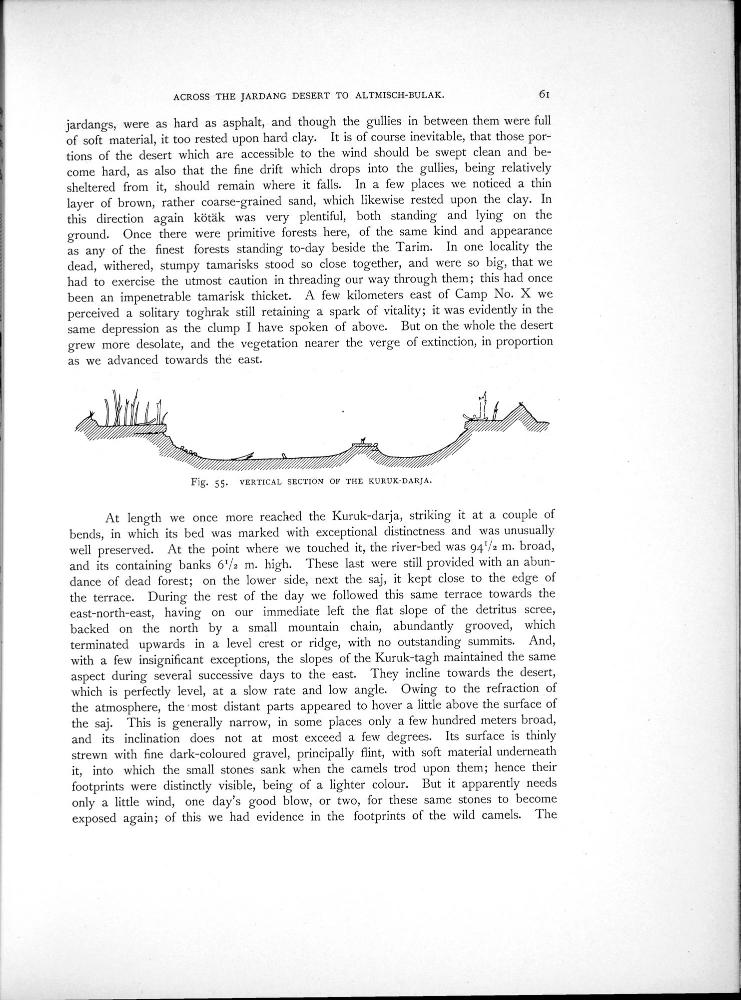 ACROSS THE JARDANG DESERT TO ALTMISCH-BULAK. 61
jardangs, were as hard as asphalt, and though the gullies in between them were full
of soft material, it too rested upon hard clay. It is of course inevitable, that those por-
tions of the desert which are accessible to the wind should be swept clean and be-
come hard, as also that the fine drift which drops into the gullies, being relatively
sheltered from it, should remain where it falls. In a few places we noticed a thin
layer of brown, rather coarse-grained sand, which likewise rested upon the clay. In
this direction again kötäk was very plentiful, both standing and lying on the
ground. Once there were primitive forests here, of the same kind and appearance
as any of the finest forests standing to-day beside the Tarim. In one locality the
dead, withered, stumpy tamarisks stood so close together, and were so big, that we
had to exercise the utmost caution in threading our way through them; this had once
been an impenetrable tamarisk thicket. A few kilometers east of Camp No. X we
perceived a solitary toghrak still retaining a spark of vitality; it was evidently in the
same depression as the clump I have spoken of above. But on the whole the desert
grew more desolate, and the vegetation nearer the verge of extinction, in proportion
as we advanced towards the east.
Fig. 55. VERTICAL SECTION OF THE KURUK-DARJA.
At length we once more reached the Kuruk-darja, striking it at a couple of
bends, in which its bed was marked with exceptional distinctness and was unusually
well preserved. At the point where we touched it, the river-bed was 94¹/₂ m. broad,
and its containing banks 6¹/₂ m. high. These last were still provided with an abun-
dance of dead forest; on the lower side, next the saj, it kept close to the edge of
the terrace. During the rest of the day we followed this same terrace towards the
east-north-east, having on our immediate left the flat slope of the detritus scree,
backed on the north by a small mountain chain, abundantly grooved, which
terminated upwards in a level crest or ridge, with no outstanding summits. And,
with a few insignificant exceptions, the slopes of the Kuruk-tagh maintained the same
aspect during several successive days to the east. They incline towards the desert,
which is perfectly level, at a slow rate and low angle. Owing to the refraction of
the atmosphere, the most distant parts appeared to hover a little above the surface of
the saj. This is generally narrow, in some places only a few hundred meters broad,
and its inclination does not at most exceed a few degrees. Its surface is thinly
strewn with fine dark-coloured gravel, principally flint, with soft material underneath
it, into which the small stones sank when the camels trod upon them; hence their
footprints were distinctly visible, being of a lighter colour. But it apparently needs
only a little wind, one day's good blow, or two, for these same stones to become
exposed again; of this we had evidence in the footprints of the wild camels. The